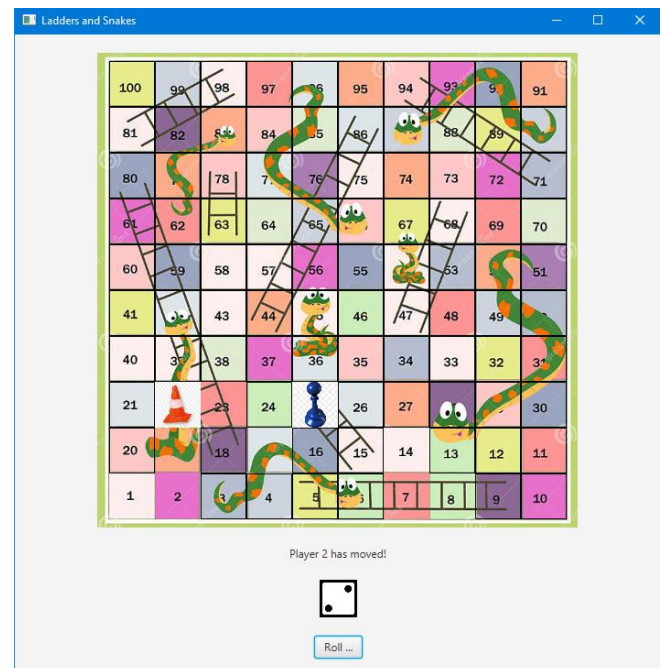 Ladders and Snakes
100 99 98 97 96 95 94 93 91
81 82 84 85 86 88 89
80 78 76 75 74 73 72 71
61 62 63 64 65 67 68 69 70
60 59 58 57 56 55 53 51
41 43 44 46 47 48 49
40 39 38 37 36 35 34 33 32 31
21 23 24 26 27 30
20 18 16 15 14 13 12 11
1 2 3 4 5 6 7 8 9 10
Player 2 has moved!
Roll ...